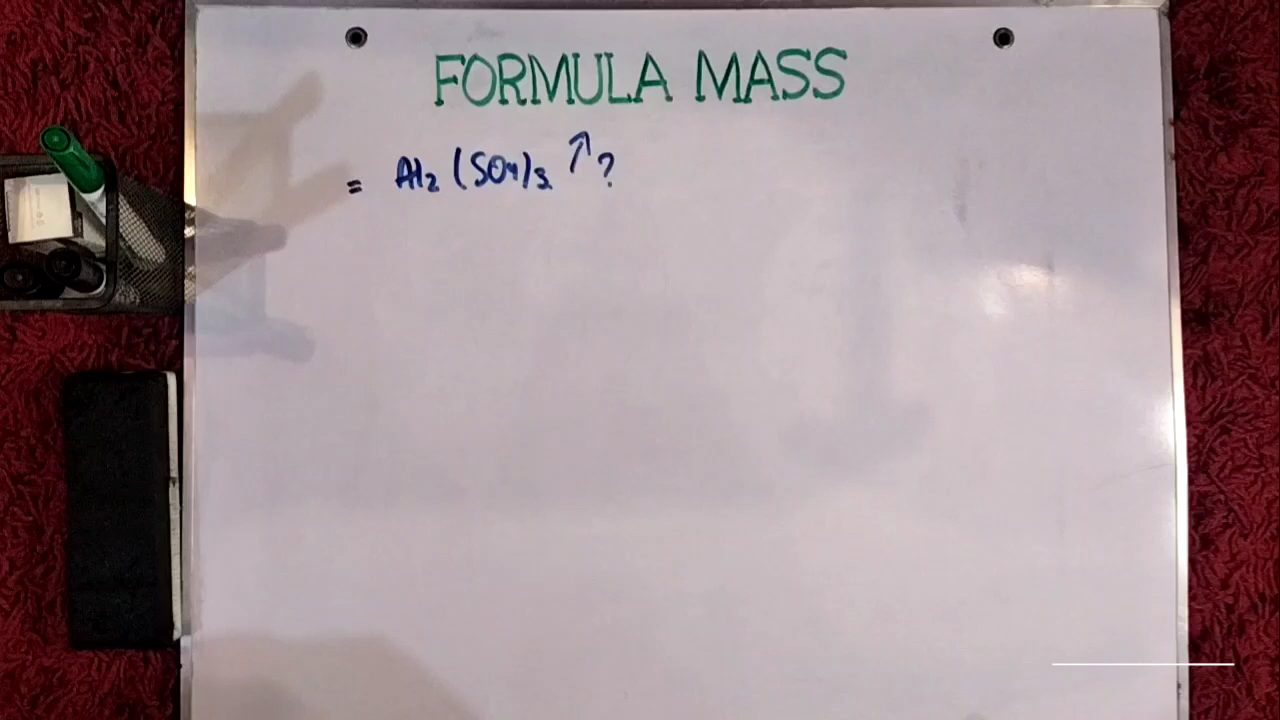 FORMULA MASS
= Al₂ (SO₄)₃ ↗ ?